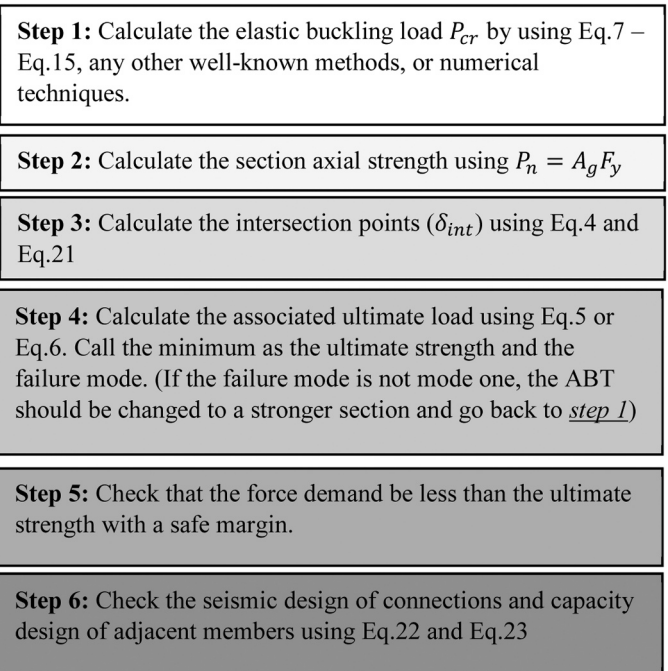 Step 1: Calculate the elastic buckling load P_cr by using Eq.7 –
Eq.15, any other well-known methods, or numerical
techniques.
Step 2: Calculate the section axial strength using P_n = A_gF_y
Step 3: Calculate the intersection points (δ_int) using Eq.4 and
Eq.21
Step 4: Calculate the associated ultimate load using Eq.5 or
Eq.6. Call the minimum as the ultimate strength and the
failure mode. (If the failure mode is not mode one, the ABT
should be changed to a stronger section and go back to step 1)
Step 5: Check that the force demand be less than the ultimate
strength with a safe margin.
Step 6: Check the seismic design of connections and capacity
design of adjacent members using Eq.22 and Eq.23